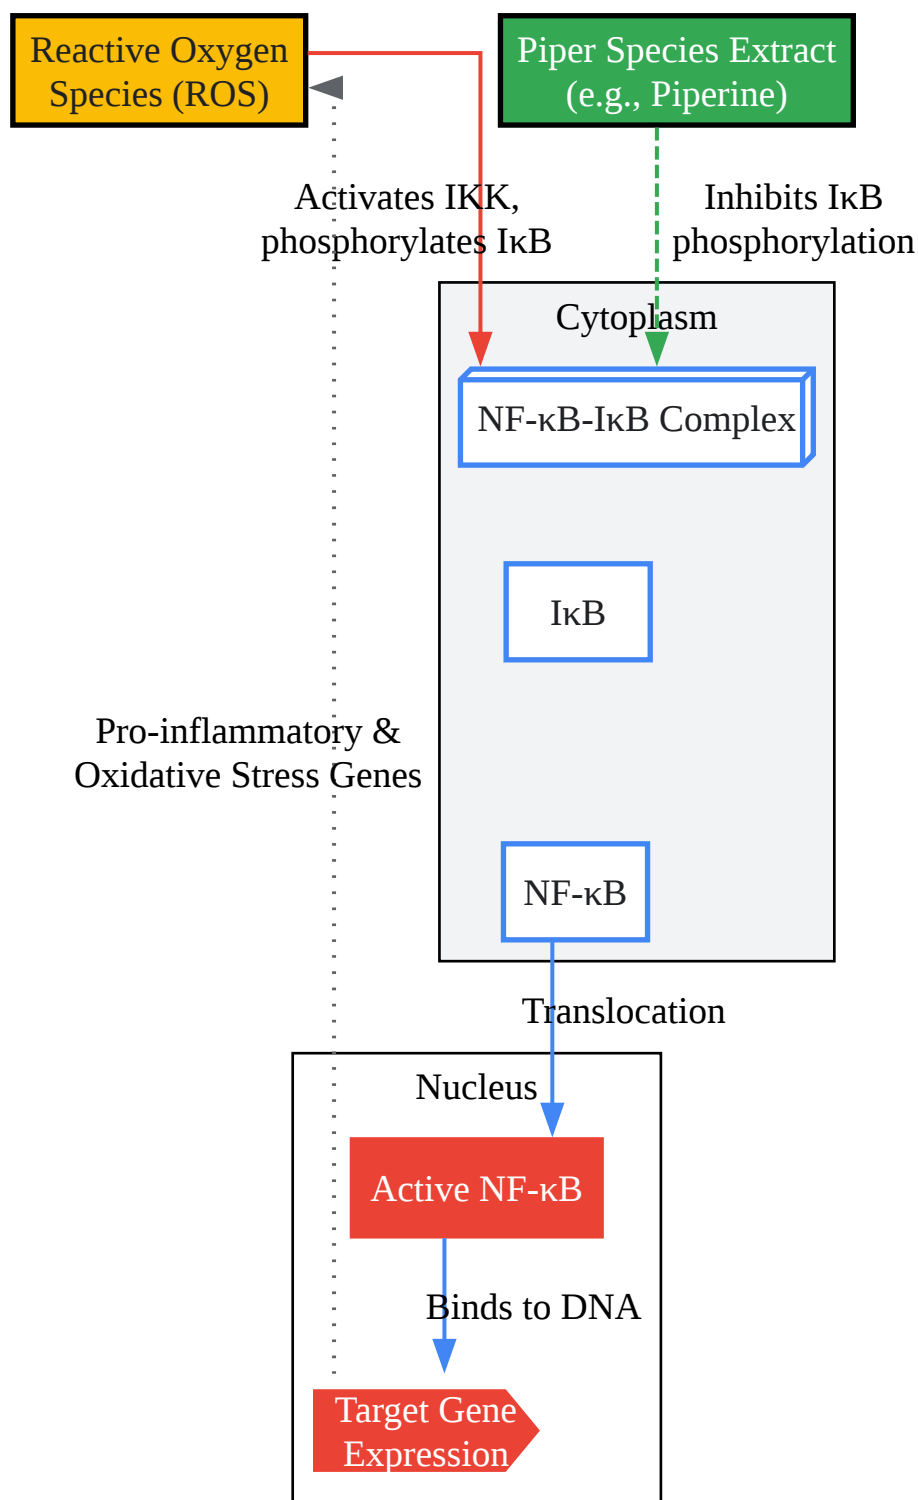 Reactive Oxygen
Species (ROS)
Piper Species Extract
(e.g., Piperine)
Activates IKK,
phosphorylates IκB
Inhibits IκB
phosphorylation
Cytoplasm
NF-κB-IκB Complex
IκB
Pro-inflammatory &
Oxidative Stress Genes
NF-κB
Translocation
Nucleus
Active NF-κB
Binds to DNA
Target Gene
Expression